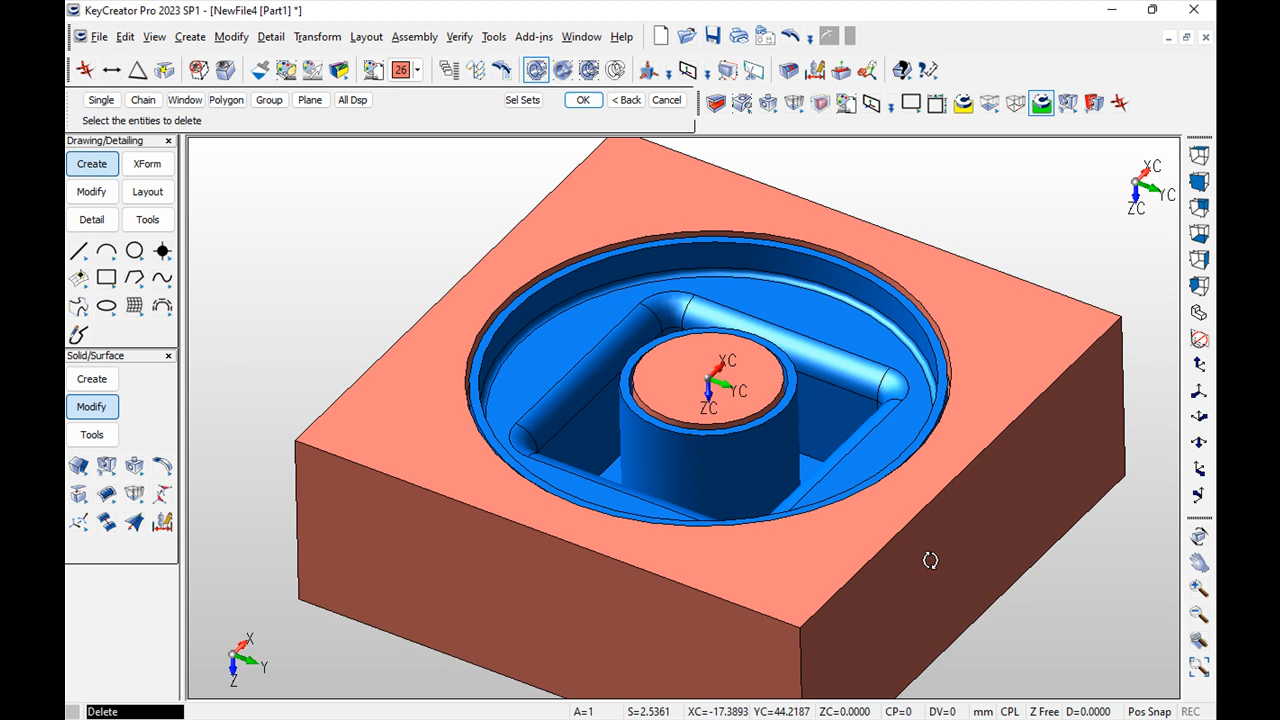 KeyCreator Pro 2023 SP1 - [NewFile4 [Part1] *]
File Edit View Create Modify Detail Transform Layout Assembly Verify Tools Add-ins Window Help
26
Single Chain Window Polygon Group Plane All Dsp Sel Sets OK < Back Cancel
Select the entities to delete
Drawing/Detailing
Create XForm
Modify Layout
Detail Tools
Solid/Surface
Create
Modify
Tools
XC
YC
ZC
XC
YC
ZC
X
Y
Z
Delete A=1 S=2.5361 XC=-17.3893 YC=44.2187 ZC=0.0000 CP=0 DV=0 mm CPL Z Free D=0.0000 Pos Snap REC